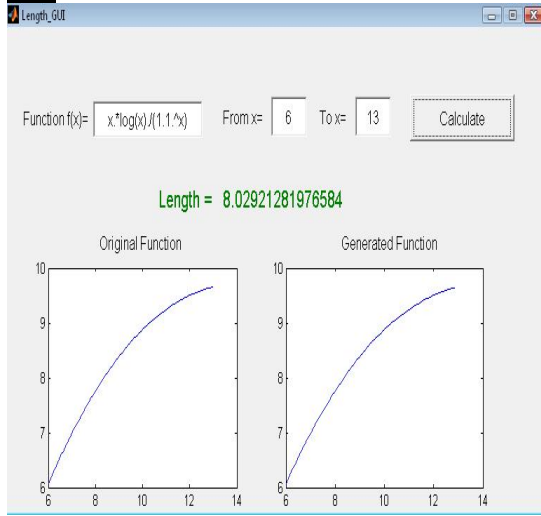 Length_GUI
Function f(x)= x.*log(x)./(1.1.^x) From x= 6 To x= 13 Calculate
Length = 8.02921281976584
Original Function Generated Function
10 10
9 9
8 8
7 7
6 6
6 8 10 12 14 6 8 10 12 14